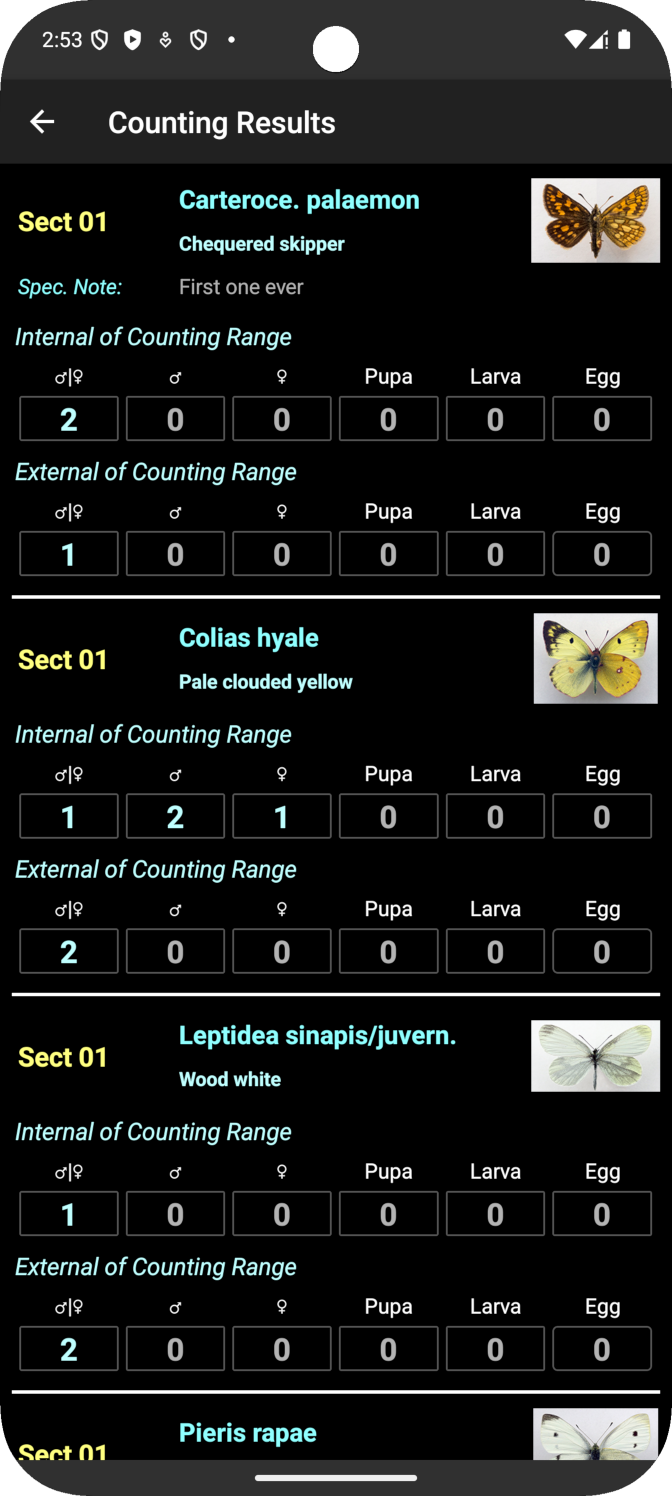 2:53
Counting Results
Sect 01
Carteroce. palaemon
Chequered skipper
Spec. Note: First one ever
Internal of Counting Range
♂|♀ ♂ ♀ Pupa Larva Egg
2 0 0 0 0 0
External of Counting Range
♂|♀ ♂ ♀ Pupa Larva Egg
1 0 0 0 0 0
Sect 01
Colias hyale
Pale clouded yellow
Internal of Counting Range
♂|♀ ♂ ♀ Pupa Larva Egg
1 2 1 0 0 0
External of Counting Range
♂|♀ ♂ ♀ Pupa Larva Egg
2 0 0 0 0 0
Sect 01
Leptidea sinapis/juvern.
Wood white
Internal of Counting Range
♂|♀ ♂ ♀ Pupa Larva Egg
1 0 0 0 0 0
External of Counting Range
♂|♀ ♂ ♀ Pupa Larva Egg
2 0 0 0 0 0
Sect 01
Pieris rapae